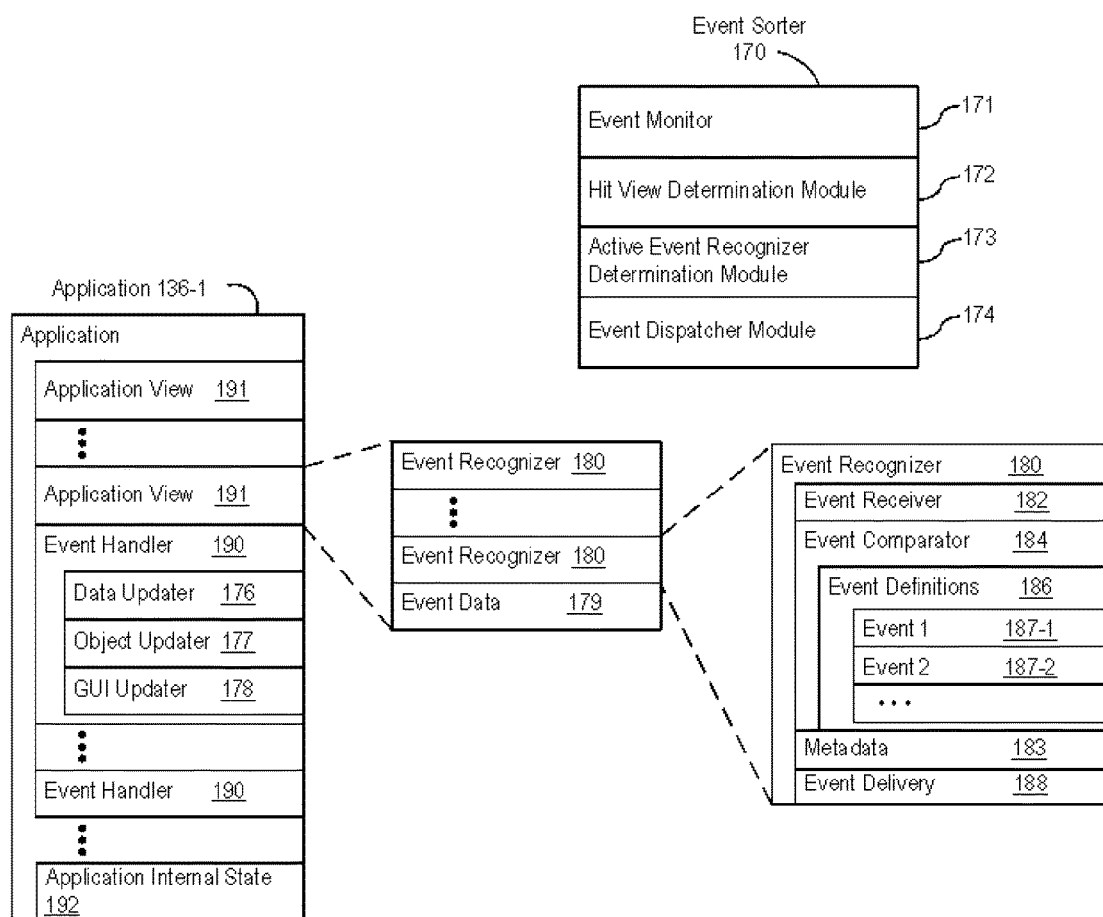 Event Sorter
170
Event Monitor
171
Hit View Determination Module
172
Active Event Recognizer
Determination Module
173
Event Dispatcher Module
174
Application 136-1
Application
Application View 191
Application View 191
Event Handler 190
Data Updater 176
Object Updater 177
GUI Updater 178
Event Handler 190
Application Internal State
192
Event Recognizer 180
Event Recognizer 180
Event Data 179
Event Recognizer 180
Event Receiver 182
Event Comparator 184
Event Definitions 186
Event 1 187-1
Event 2 187-2
• • •
Metadata 183
Event Delivery 188